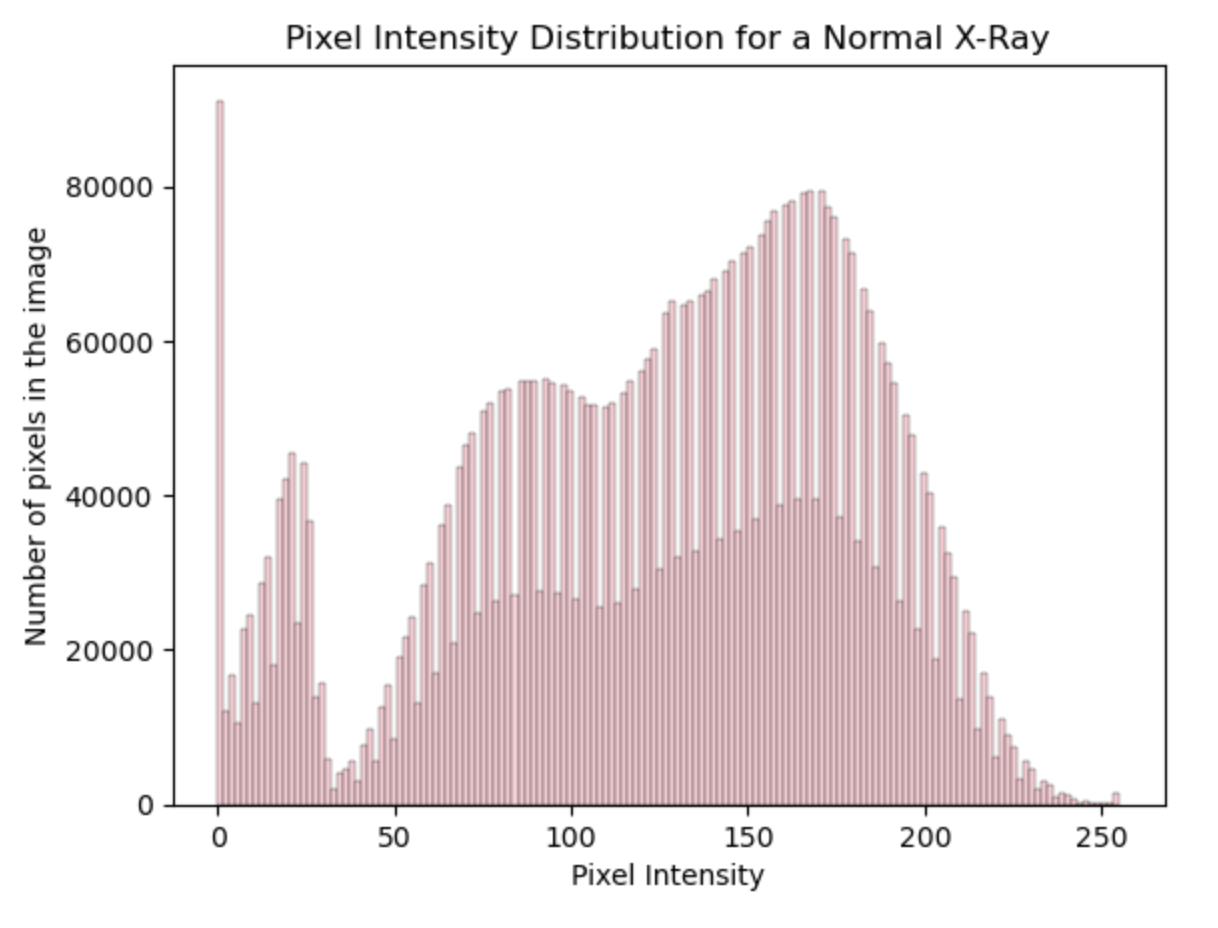 Pixel Intensity Distribution for a Normal X-Ray
Number of pixels in the image
80000
60000
40000
20000
0
0 50 100 150 200 250
Pixel Intensity